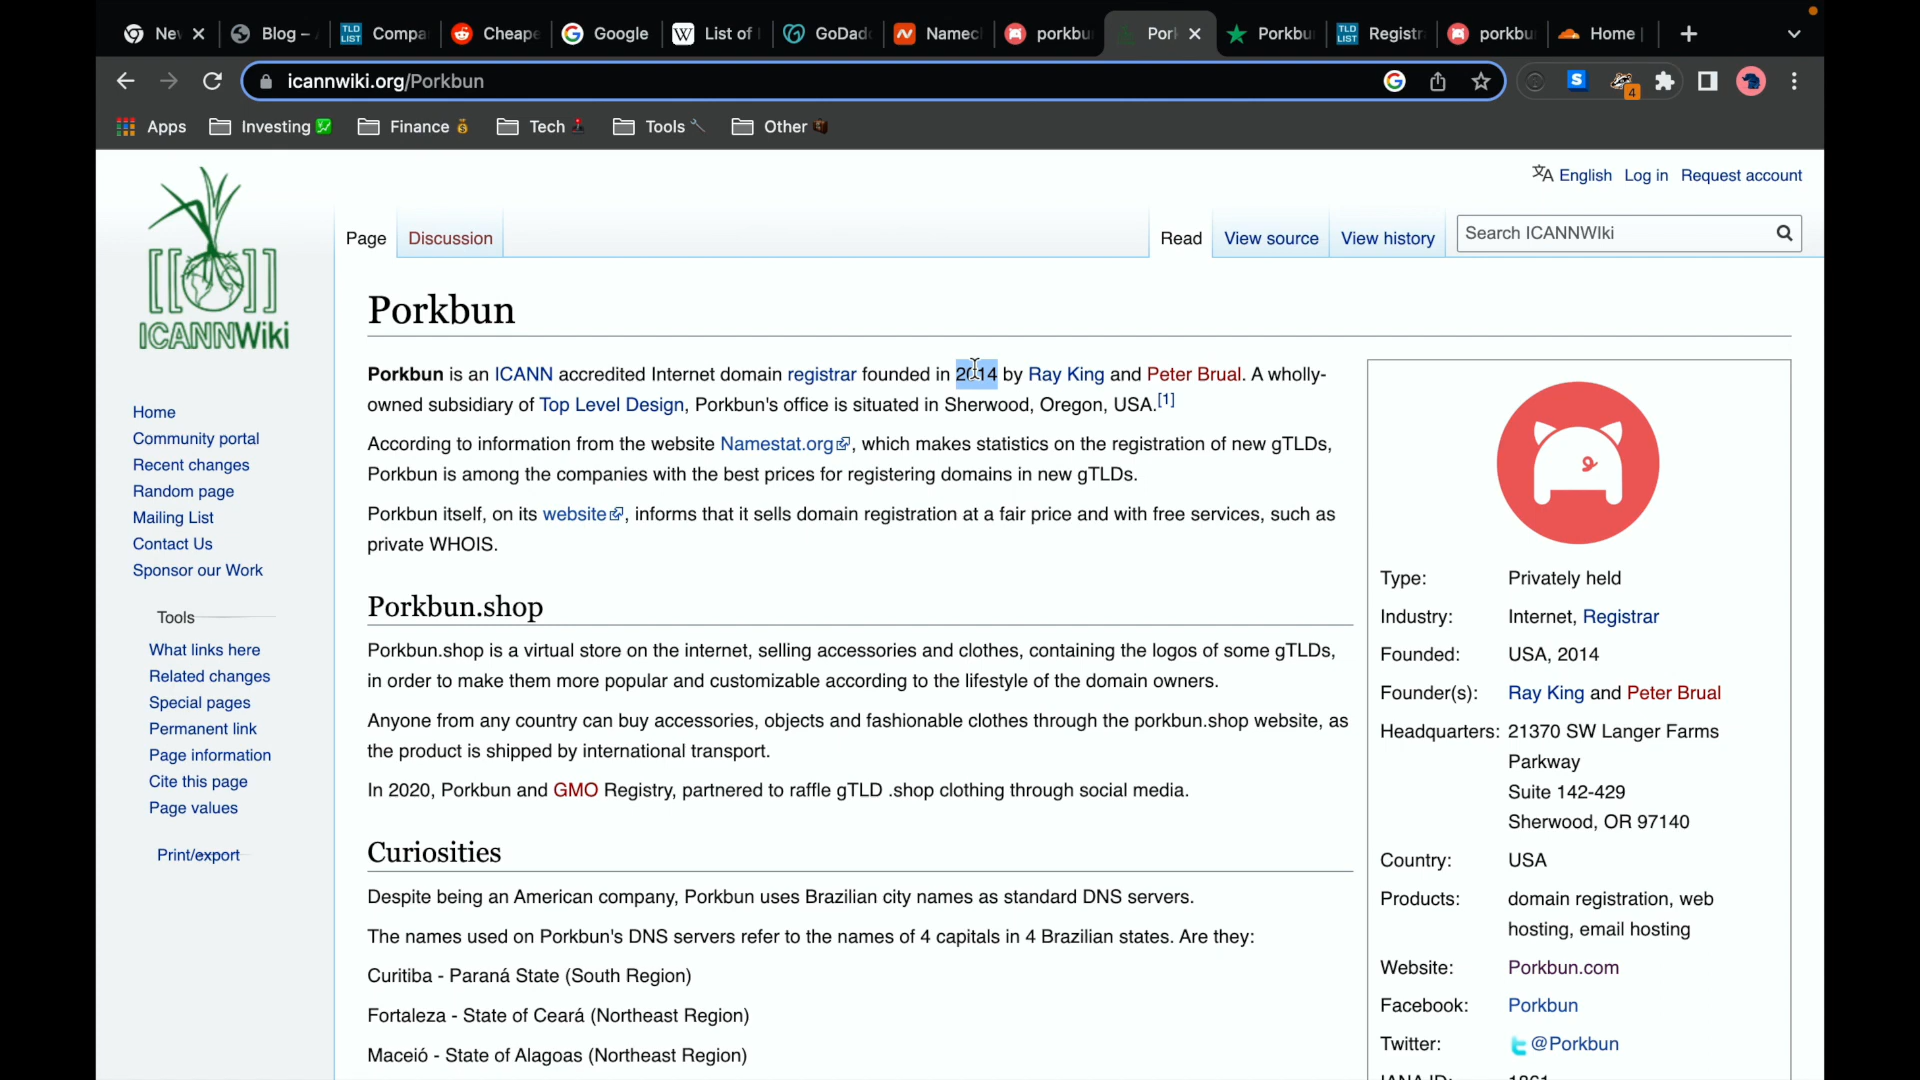 Nev
Blog –
TLD LIST
Compa
Cheape
Google
List of
GoDad
Namec
porkbu
Por
Porkbu
TLD LIST
Registr
porkbu
Home
icannwiki.org/Porkbun
4
Apps
Investing
Finance
Tech
Tools
Other
English Log in Request account
Page Discussion Read View source View history Search ICANNWIki
ICANNWiki
Porkbun
Porkbun is an ICANN accredited Internet domain registrar founded in 2014 by Ray King and Peter Brual. A wholly-
owned subsidiary of Top Level Design, Porkbun's office is situated in Sherwood, Oregon, USA.[1]
According to information from the website Namestat.org, which makes statistics on the registration of new gTLDs,
Porkbun is among the companies with the best prices for registering domains in new gTLDs.
Porkbun itself, on its website, informs that it sells domain registration at a fair price and with free services, such as
private WHOIS.
Porkbun.shop
Porkbun.shop is a virtual store on the internet, selling accessories and clothes, containing the logos of some gTLDs,
in order to make them more popular and customizable according to the lifestyle of the domain owners.
Anyone from any country can buy accessories, objects and fashionable clothes through the porkbun.shop website, as
the product is shipped by international transport.
In 2020, Porkbun and GMO Registry, partnered to raffle gTLD .shop clothing through social media.
Curiosities
Despite being an American company, Porkbun uses Brazilian city names as standard DNS servers.
The names used on Porkbun's DNS servers refer to the names of 4 capitals in 4 Brazilian states. Are they:
Curitiba - Paraná State (South Region)
Fortaleza - State of Ceará (Northeast Region)
Maceió - State of Alagoas (Northeast Region)
Home
Community portal
Recent changes
Random page
Mailing List
Contact Us
Sponsor our Work
Tools
What links here
Related changes
Special pages
Permanent link
Page information
Cite this page
Page values
Print/export
Type: Privately held
Industry: Internet, Registrar
Founded: USA, 2014
Founder(s): Ray King and Peter Brual
Headquarters: 21370 SW Langer Farms
Parkway
Suite 142-429
Sherwood, OR 97140
Country: USA
Products: domain registration, web
hosting, email hosting
Website: Porkbun.com
Facebook: Porkbun
Twitter: @Porkbun